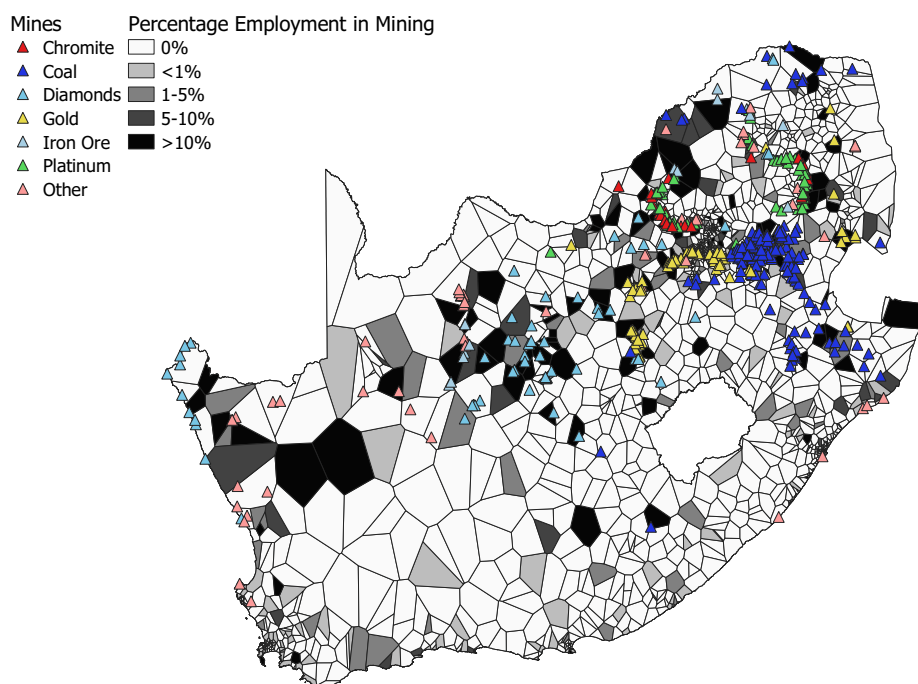 Mines
Chromite
Coal
Diamonds
Gold
Iron Ore
Platinum
Other
Percentage Employment in Mining
0%
<1%
1-5%
5-10%
>10%